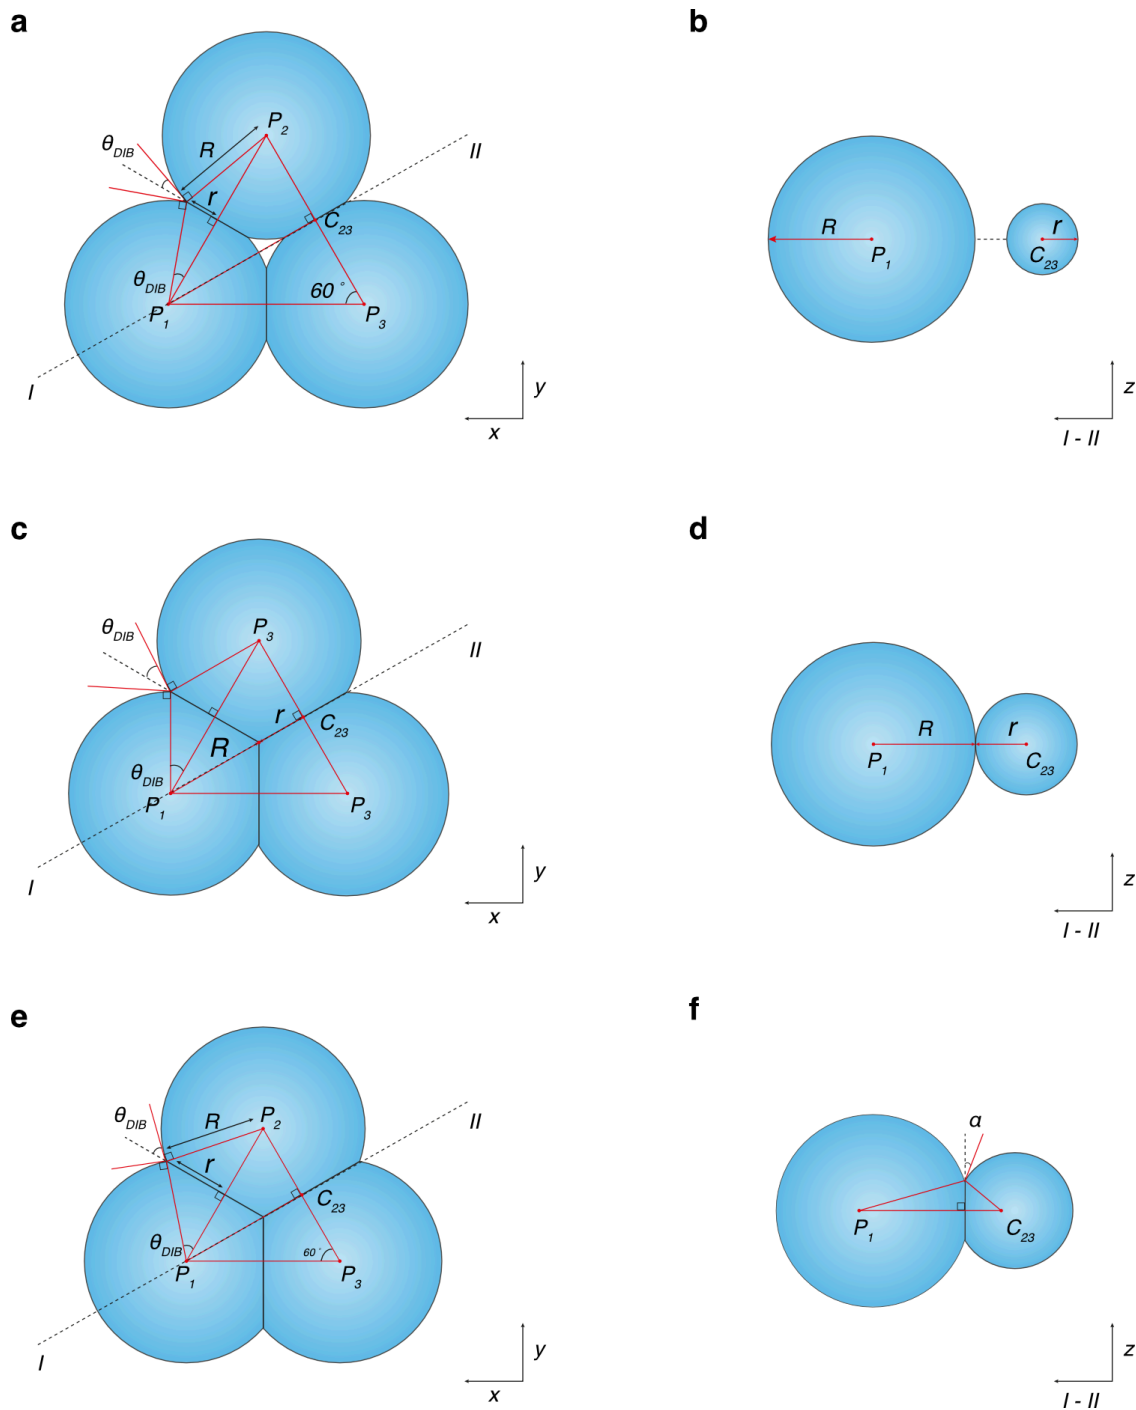 a
θDIB
P2
R
II
r
C23
θDIB
60°
P1
P3
I
y
x
b
R
r
P1
C23
z
I - II
c
θDIB
P3
II
r
C23
R
θDIB
P1
P3
I
y
x
d
R
r
P1
C23
z
I - II
e
θDIB
R
P2
II
r
C23
θDIB
60°
P1
P3
I
y
x
f
α
P1
C23
z
I - II